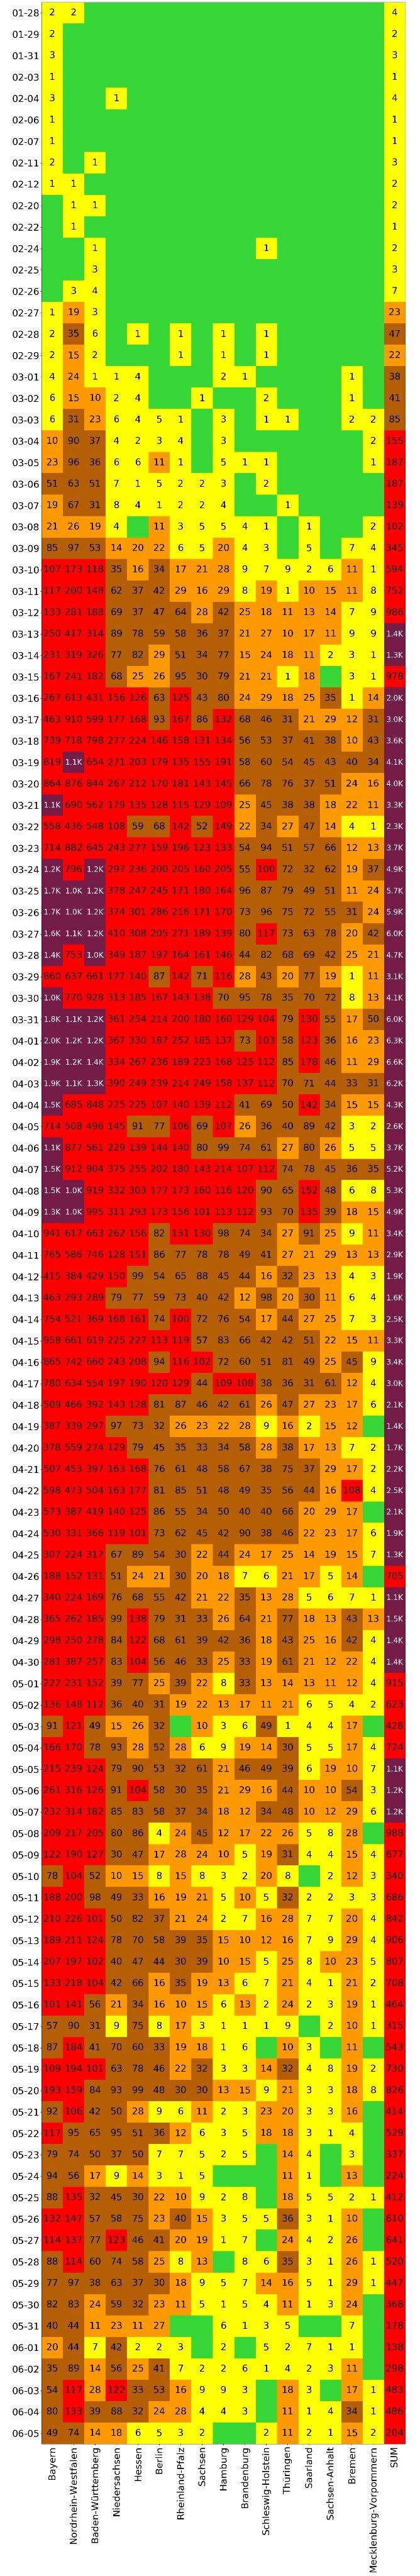 01-28 2 2 4
01-29 2 2
01-31 3 3
02-03 1 1
02-04 3 1 4
02-06 1 1
02-07 1 1
02-11 2 1 3
02-12 1 1 2
02-20 1 1 2
02-22 1 1
02-24 1 1 2
02-25 3 3
02-26 3 4 7
02-27 1 19 3 23
02-28 2 35 6 1 1 1 1 47
02-29 2 15 2 1 1 1 22
03-01 4 24 1 1 4 2 1 1 38
03-02 6 15 10 2 4 1 2 1 41
03-03 6 31 23 6 4 5 1 3 1 1 2 2 85
03-04 10 90 37 4 2 3 4 3 2 155
03-05 23 96 36 6 6 11 1 5 1 1 1 187
03-06 51 63 51 7 1 5 2 2 3 2 187
03-07 19 67 31 8 4 1 2 2 4 1 139
03-08 21 26 19 4 11 3 5 5 4 1 1 2 102
03-09 85 97 53 14 20 22 6 5 20 4 3 5 7 4 345
03-10 107 173 118 35 16 34 17 21 28 9 7 9 2 6 11 1 594
03-11 117 200 148 62 37 42 29 16 29 8 19 1 10 15 11 8 752
03-12 133 281 188 69 37 47 64 28 42 25 18 11 13 14 7 9 986
03-13 250 417 314 89 78 59 58 36 37 21 27 10 17 11 9 9 1.4K
03-14 231 319 326 77 82 29 51 34 77 15 24 18 11 2 3 1 1.3K
03-15 167 241 182 68 25 26 95 30 79 21 21 1 18 3 1 978
03-16 267 613 431 156 126 63 125 43 80 24 29 18 25 35 1 14 2.0K
03-17 463 910 599 177 168 93 167 86 132 68 46 31 21 29 12 31 3.0K
03-18 739 718 798 277 224 146 158 131 134 56 53 37 41 38 10 43 3.6K
03-19 819 1.1K 654 271 203 179 135 155 191 58 60 54 45 43 40 34 4.1K
03-20 864 876 844 267 212 170 181 143 145 66 78 76 37 51 24 16 4.0K
03-21 1.1K 690 562 179 135 128 115 129 109 25 45 38 38 18 22 11 3.3K
03-22 558 436 548 108 59 68 142 52 149 22 34 27 47 14 4 1 2.3K
03-23 714 882 645 243 277 159 196 123 133 54 94 51 57 66 12 13 3.7K
03-24 1.2K 796 1.2K 297 236 200 205 160 205 55 100 72 32 62 19 37 4.9K
03-25 1.7K 1.0K 1.2K 378 247 245 171 180 164 96 87 79 49 51 11 24 5.7K
03-26 1.7K 1.0K 1.2K 374 301 286 216 171 170 73 96 75 72 55 31 24 5.9K
03-27 1.6K 1.1K 1.2K 410 308 205 271 189 139 80 117 73 63 78 20 42 6.0K
03-28 1.4K 753 1.0K 349 187 197 164 161 146 44 82 68 69 42 25 21 4.7K
03-29 860 637 661 177 140 87 142 71 116 28 43 20 77 19 1 11 3.1K
03-30 1.0K 770 928 313 185 167 143 138 70 95 78 35 70 72 8 13 4.1K
03-31 1.8K 1.1K 1.2K 361 254 214 200 180 160 129 104 79 130 55 17 50 6.0K
04-01 2.0K 1.2K 1.2K 367 330 187 252 185 137 73 103 58 123 36 16 23 6.3K
04-02 1.9K 1.2K 1.4K 334 267 236 189 223 168 125 112 85 178 46 11 29 6.6K
04-03 1.9K 1.1K 1.3K 390 249 239 214 249 158 137 112 70 71 44 33 31 6.2K
04-04 1.5K 685 848 225 225 107 140 139 112 41 69 50 142 34 15 15 4.3K
04-05 714 508 496 145 91 77 106 69 107 26 36 40 89 42 3 2 2.6K
04-06 1.1K 877 561 229 139 144 140 80 99 74 61 27 80 26 5 5 3.7K
04-07 1.5K 912 904 375 255 202 180 143 214 107 112 74 78 45 36 35 5.2K
04-08 1.5K 1.0K 919 332 303 177 173 160 116 120 90 65 152 48 6 8 5.3K
04-09 1.3K 1.0K 995 311 293 173 156 101 113 112 93 70 135 39 18 15 4.9K
04-10 941 617 763 262 156 82 131 130 98 74 34 27 91 25 9 11 3.4K
04-11 765 586 746 128 151 86 77 78 78 49 41 27 21 29 13 13 2.9K
04-12 415 384 429 150 99 54 65 88 45 44 16 32 23 19 4 3 1.9K
04-13 463 293 289 79 77 59 73 40 42 12 98 20 30 11 6 4 1.6K
04-14 754 521 369 168 161 74 100 72 76 54 17 44 27 25 7 3 2.5K
04-15 958 661 619 225 227 113 119 57 83 66 42 42 51 22 15 11 3.3K
04-16 865 742 660 243 208 94 116 102 72 60 51 81 49 25 45 9 3.4K
04-17 780 634 554 197 190 120 129 44 109 108 38 36 31 61 12 4 3.0K
04-18 509 466 392 143 128 81 87 46 42 61 26 47 27 23 17 6 2.1K
04-19 387 339 297 97 73 32 26 23 22 28 9 16 2 15 12 1.4K
04-20 378 559 274 129 79 45 35 33 34 58 28 38 17 13 7 2 1.7K
04-21 507 453 397 163 168 76 61 48 58 67 38 75 37 29 17 2 2.2K
04-22 598 473 504 163 177 81 85 51 48 49 35 56 44 16 108 4 2.5K
04-23 573 387 419 140 125 86 55 34 50 40 40 66 20 29 17 2.1K
04-24 530 331 366 119 101 73 62 45 42 90 38 46 22 23 17 6 1.9K
04-25 307 224 317 67 89 54 30 22 44 24 17 25 14 19 15 7 1.3K
04-26 188 152 131 51 24 21 30 20 18 7 6 21 17 5 14 705
04-27 340 224 169 76 68 55 42 21 22 35 13 28 5 6 7 1 1.1K
04-28 365 262 185 99 138 79 31 33 26 64 21 77 18 13 43 13 1.5K
04-29 298 250 278 84 122 68 61 39 42 36 18 43 25 16 42 4 1.4K
04-30 281 387 257 83 104 56 46 33 25 33 19 61 21 12 22 4 1.4K
05-01 222 231 152 39 77 25 39 22 8 33 13 14 13 11 12 4 915
05-02 136 148 112 36 40 31 19 22 13 17 11 21 6 5 4 2 623
05-03 91 121 49 15 26 32 10 3 6 49 1 4 4 17 428
05-04 166 170 78 93 28 52 28 6 9 19 14 30 5 5 17 4 724
05-05 215 239 124 79 90 53 32 61 21 46 49 39 6 19 10 7 1.1K
05-06 261 316 126 91 104 58 30 35 21 29 16 44 10 10 54 3 1.2K
05-07 232 314 182 85 83 58 37 34 18 12 34 48 10 12 29 6 1.2K
05-08 209 217 205 80 86 4 24 45 12 17 22 26 5 8 28 988
05-09 122 190 127 30 47 17 28 24 10 5 19 31 4 4 15 4 677
05-10 78 104 52 10 15 8 15 8 3 2 20 8 2 12 3 340
05-11 188 200 98 49 33 16 19 21 5 10 5 32 2 2 3 3 686
05-12 210 226 101 50 82 37 21 24 2 7 16 28 7 7 20 4 842
05-13 189 211 124 78 70 58 39 35 15 10 12 16 7 9 29 4 906
05-14 207 197 102 40 47 44 30 39 10 15 5 25 8 10 23 5 807
05-15 133 218 104 42 66 16 35 19 13 6 7 21 4 1 21 2 708
05-16 101 141 56 21 34 16 10 15 6 13 2 24 2 3 19 1 464
05-17 57 90 31 9 75 8 17 3 1 1 1 9 2 10 1 315
05-18 87 184 41 70 60 33 19 18 1 6 10 3 11 543
05-19 109 194 101 63 78 46 22 32 3 3 14 32 4 8 19 2 730
05-20 193 159 84 93 99 48 30 30 13 15 9 21 3 3 18 8 826
05-21 92 106 42 50 28 9 6 11 2 3 23 20 3 3 16 414
05-22 117 95 65 95 51 36 12 6 3 5 18 18 3 1 4 529
05-23 79 74 50 37 50 7 7 5 2 5 14 4 3 337
05-24 94 56 17 9 14 3 1 5 11 1 13 224
05-25 88 135 32 45 30 22 10 9 2 8 18 5 5 2 1 412
05-26 132 147 57 58 75 23 40 15 3 5 5 36 3 1 10 610
05-27 114 137 77 123 46 41 20 19 1 7 24 4 2 26 641
05-28 88 114 60 74 58 25 8 13 8 6 35 3 1 26 1 520
05-29 77 97 38 63 37 30 18 9 5 7 14 16 5 1 29 1 447
05-30 82 83 24 59 32 23 11 5 1 5 4 11 1 3 24 368
05-31 40 44 11 23 11 27 6 1 3 5 7 178
06-01 20 44 7 42 2 2 3 2 5 2 7 1 1 138
06-02 35 89 14 56 25 41 7 2 2 6 1 4 2 3 11 298
06-03 54 117 28 122 33 53 16 9 9 3 18 3 17 1 483
06-04 80 133 39 88 32 24 28 4 4 3 4 11 4 1 34 1 486
06-05 49 74 14 18 6 5 3 2 2 11 2 1 15 2 204
Bayern
Nordrhein-Westfalen
Baden-Württemberg
Niedersachsen
Hessen
Berlin
Rheinland-Pfalz
Sachsen
Hamburg
Brandenburg
Schleswig-Holstein
Thüringen
Saarland
Sachsen-Anhalt
Bremen
Mecklenburg-Vorpommern
SUM